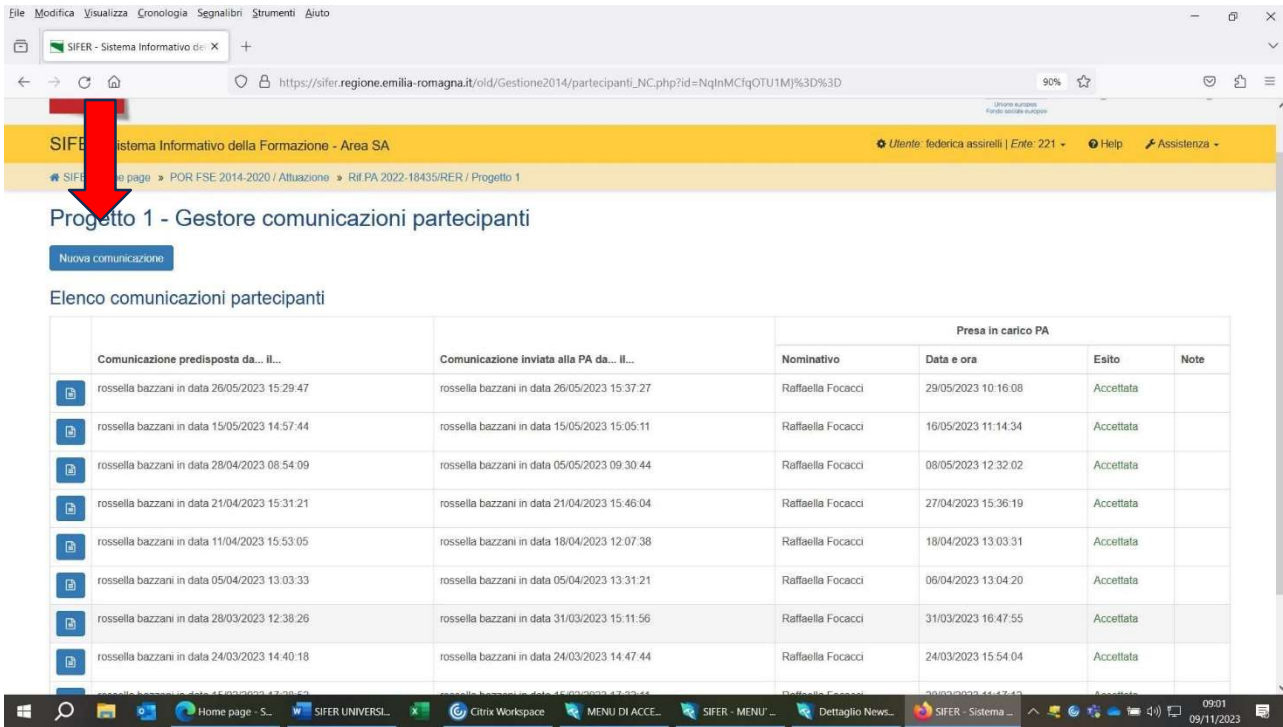 File Modifica Visualizza Cronologia Segnalibri Strumenti Aiuto
SIFER - Sistema Informativo de
https://sifer.regione.emilia-romagna.it/old/Gestione2014/partecipanti_NC.php?id=NqInMCfqOTU1M)%3D%3D 90%
Unione europea
Fondo sociale europeo
SIFE istema Informativo della Formazione - Area SA Utente: federica assirelli | Ente: 221 Help Assistenza
SIFE e page » POR FSE 2014-2020 / Attuazione » Rif.PA 2022-18435/RER / Progetto 1
Progetto 1 - Gestore comunicazioni partecipanti
Nuova comunicazione
Elenco comunicazioni partecipanti
Presa in carico PA
Comunicazione predisposta da... il... Comunicazione inviata alla PA da... il... Nominativo Data e ora Esito Note
rossella bazzani in data 26/05/2023 15:29:47 rossella bazzani in data 26/05/2023 15:37:27 Raffaella Focacci 29/05/2023 10:16:08 Accettata
rossella bazzani in data 15/05/2023 14:57:44 rossella bazzani in data 15/05/2023 15:05:11 Raffaella Focacci 16/05/2023 11:14:34 Accettata
rossella bazzani in data 28/04/2023 08:54:09 rossella bazzani in data 05/05/2023 09:30:44 Raffaella Focacci 08/05/2023 12:32:02 Accettata
rossella bazzani in data 21/04/2023 15:31:21 rossella bazzani in data 21/04/2023 15:46:04 Raffaella Focacci 27/04/2023 15:36:19 Accettata
rossella bazzani in data 11/04/2023 15:53:05 rossella bazzani in data 18/04/2023 12:07:38 Raffaella Focacci 18/04/2023 13:03:31 Accettata
rossella bazzani in data 05/04/2023 13:03:33 rossella bazzani in data 05/04/2023 13:31:21 Raffaella Focacci 06/04/2023 13:04:20 Accettata
rossella bazzani in data 28/03/2023 12:38:26 rossella bazzani in data 31/03/2023 15:11:56 Raffaella Focacci 31/03/2023 16:47:55 Accettata
rossella bazzani in data 24/03/2023 14:40:18 rossella bazzani in data 24/03/2023 14:47:44 Raffaella Focacci 24/03/2023 15:54:04 Accettata
Home page - S... SIFER UNIVERSI... Citrix Workspace MENU DI ACCE... SIFER - MENU'... Dettaglio News... SIFER - Sistema ... 09:01
09/11/2023